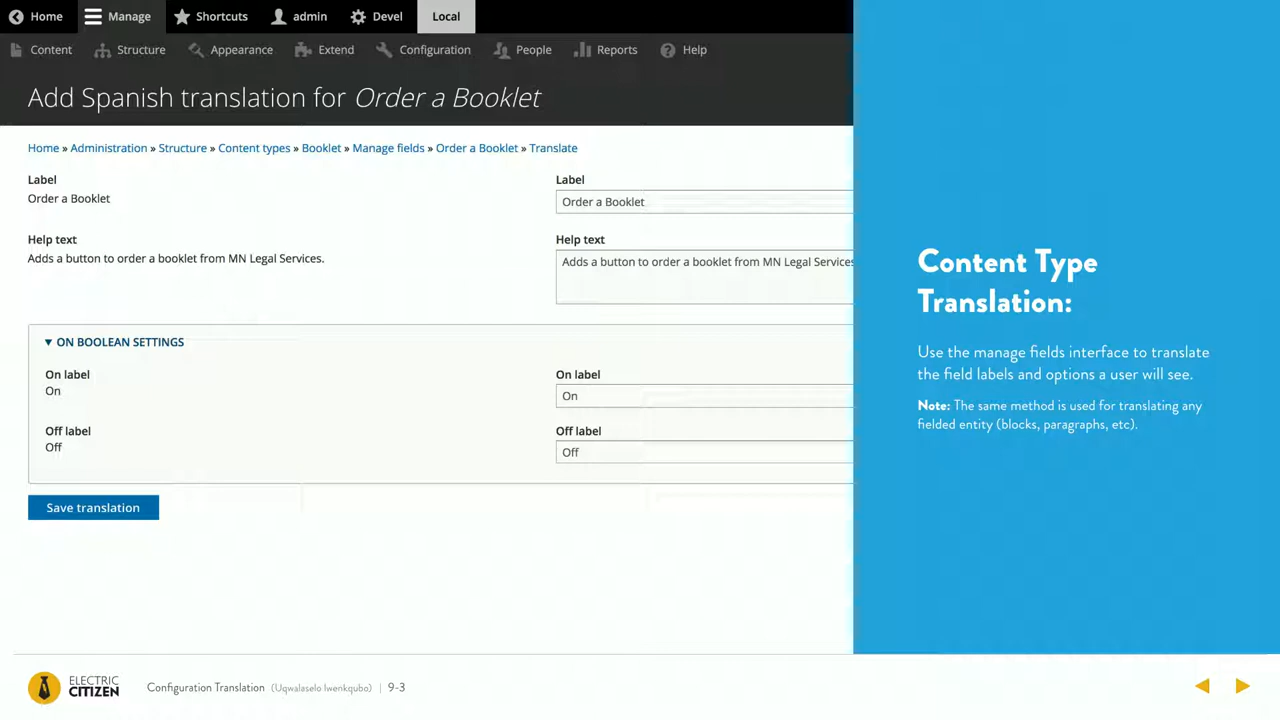 Home Manage Shortcuts admin Devel Local
Content Structure Appearance Extend Configuration People Reports Help
Add Spanish translation for Order a Booklet
Home » Administration » Structure » Content types » Booklet » Manage fields » Order a Booklet » Translate
Label
Order a Booklet
Label
Order a Booklet
Help text
Adds a button to order a booklet from MN Legal Services.
Help text
Adds a button to order a booklet from MN Legal Services
ON BOOLEAN SETTINGS
On label
On
On label
On
Off label
Off
Off label
Off
Save translation
Content Type
Translation:
Use the manage fields interface to translate
the field labels and options a user will see.
Note: The same method is used for translating any
fielded entity (blocks, paragraphs, etc).
ELECTRIC
CITIZEN
Configuration Translation (Uqwalaselo Iwenkqubo) | 9-3